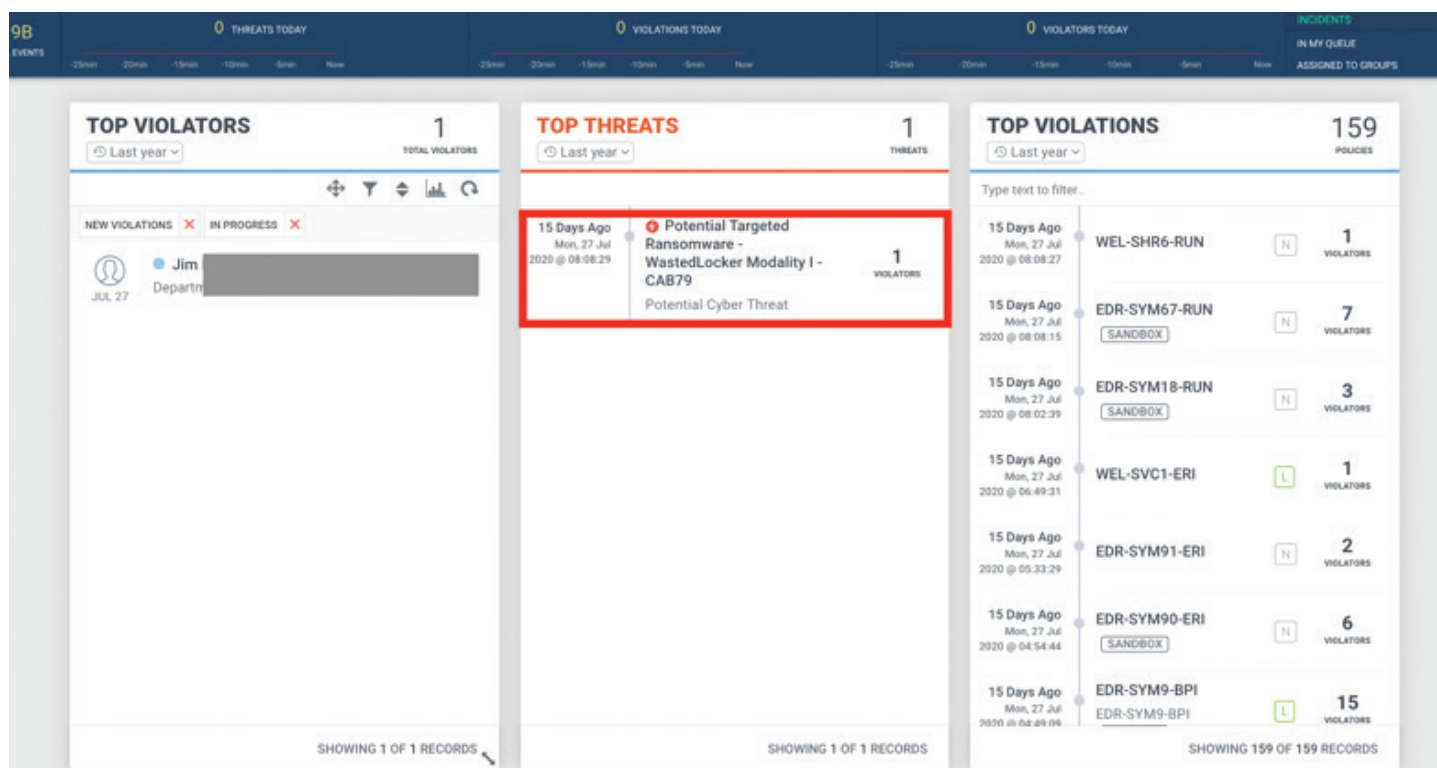 9B
EVENTS
0 THREATS TODAY
-25min -20min -15min -10min -5min Now
0 VIOLATIONS TODAY
-25min -20min -15min -10min -5min Now
0 VIOLATORS TODAY
-25min -20min -15min -10min -5min Now
INCIDENTS
IN MY QUEUE
ASSIGNED TO GROUPS
TOP VIOLATORS
Last year
1
TOTAL VIOLATORS
NEW VIOLATIONS X IN PROGRESS X
JUL 27
Jim
Departm
SHOWING 1 OF 1 RECORDS
TOP THREATS
Last year
1
THREATS
15 Days Ago
Mon, 27 Jul
2020 @ 08:08:29
Potential Targeted
Ransomware -
WastedLocker Modality I -
CAB79
Potential Cyber Threat
1
VIOLATORS
SHOWING 1 OF 1 RECORDS
TOP VIOLATIONS
Last year
159
POLICIES
Type text to filter..
15 Days Ago
Mon, 27 Jul
2020 @ 08:08:27
WEL-SHR6-RUN
N
1
VIOLATORS
15 Days Ago
Mon, 27 Jul
2020 @ 08:08:15
EDR-SYM67-RUN
SANDBOX
N
7
VIOLATORS
15 Days Ago
Mon, 27 Jul
2020 @ 08:02:39
EDR-SYM18-RUN
SANDBOX
N
3
VIOLATORS
15 Days Ago
Mon, 27 Jul
2020 @ 06:49:31
WEL-SVC1-ERI
L
1
VIOLATORS
15 Days Ago
Mon, 27 Jul
2020 @ 05:33:29
EDR-SYM91-ERI
N
2
VIOLATORS
15 Days Ago
Mon, 27 Jul
2020 @ 04:54:44
EDR-SYM90-ERI
SANDBOX
N
6
VIOLATORS
15 Days Ago
Mon, 27 Jul
2020 @ 04:49:09
EDR-SYM9-BPI
EDR-SYM9-BPI
L
15
VIOLATORS
SHOWING 159 OF 159 RECORDS